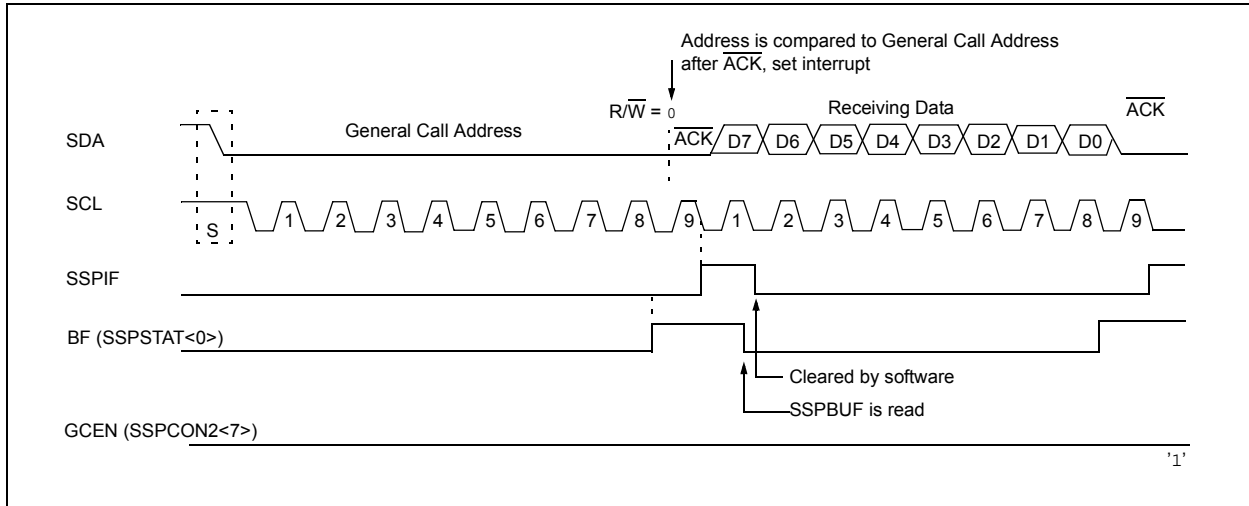 Address is compared to General Call Address
after ACK, set interrupt
R/W = 0
Receiving Data
ACK
SDA
General Call Address
ACK
D7 D6 D5 D4 D3 D2 D1 D0
SCL
S
1 2 3 4 5 6 7 8 9 1 2 3 4 5 6 7 8 9
SSPIF
BF (SSPSTAT<0>)
Cleared by software
SSPBUF is read
GCEN (SSPCON2<7>)
'1'